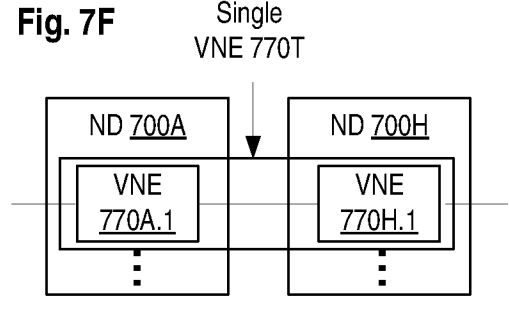 Fig. 7F
Single
VNE 770T
ND 700A
ND 700H
VNE
770A.1
VNE
770H.1